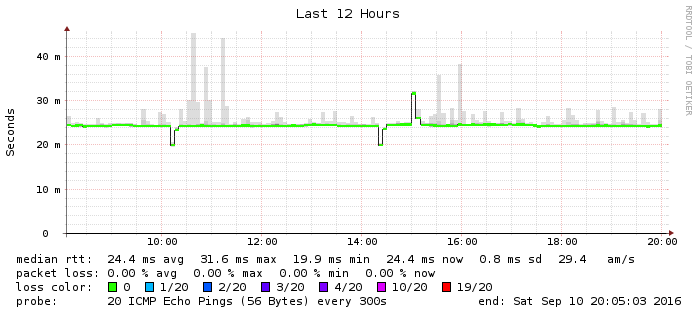 Last 12 Hours
RRDTOOL / TOBI OETIKER
Seconds
40 m
30 m
20 m
10 m
0
10:00 12:00 14:00 16:00 18:00 20:00
median rtt: 24.4 ms avg 31.6 ms max 19.9 ms min 24.4 ms now 0.8 ms sd 29.4 am/s
packet loss: 0.00 % avg 0.00 % max 0.00 % min 0.00 % now
loss color: 0 1/20 2/20 3/20 4/20 10/20 19/20
probe: 20 ICMP Echo Pings (56 Bytes) every 300s end: Sat Sep 10 20:05:03 2016